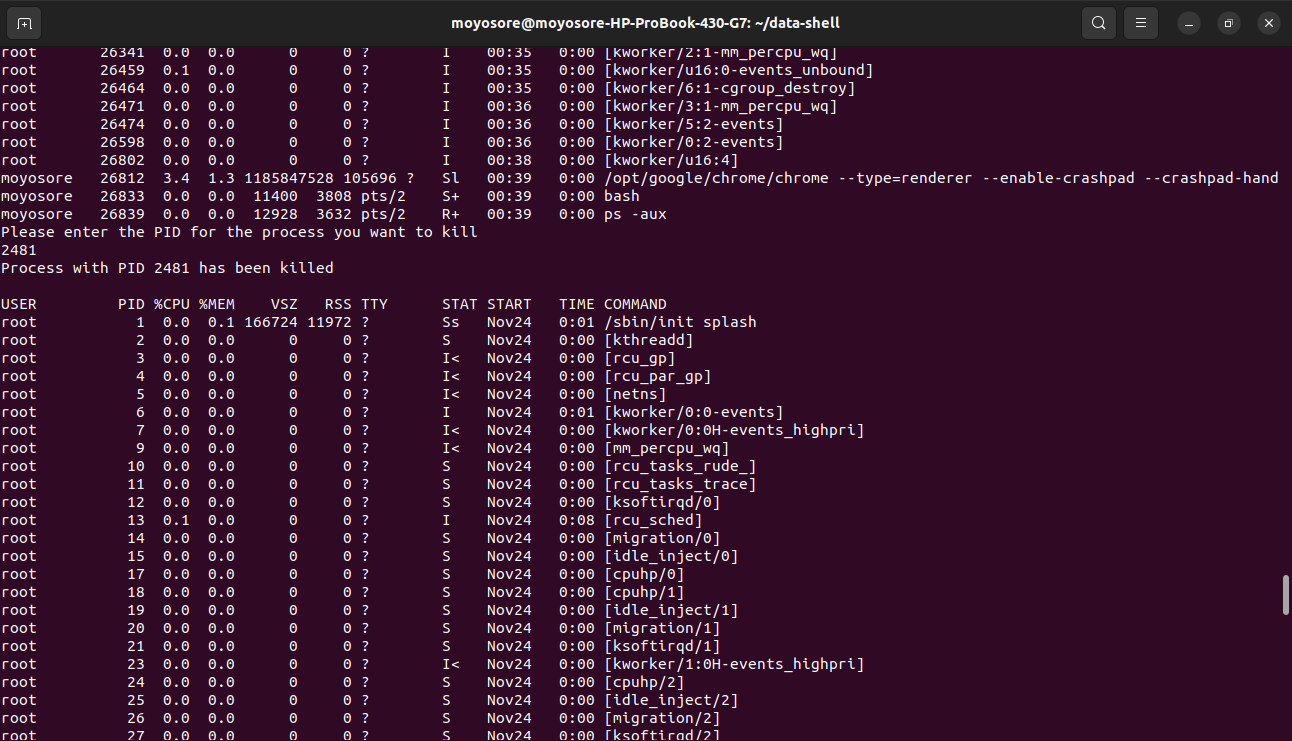 moyosore@moyosore-HP-ProBook-430-G7: ~/data-shell
root       26341  0.0  0.0      0     0 ?        I    00:35   0:00 [kworker/2:1-mm_percpu_wq]
root       26459  0.1  0.0      0     0 ?        I    00:35   0:00 [kworker/u16:0-events_unbound]
root       26464  0.0  0.0      0     0 ?        I    00:35   0:00 [kworker/6:1-cgroup_destroy]
root       26471  0.0  0.0      0     0 ?        I    00:36   0:00 [kworker/3:1-mm_percpu_wq]
root       26474  0.0  0.0      0     0 ?        I    00:36   0:00 [kworker/5:2-events]
root       26598  0.0  0.0      0     0 ?        I    00:36   0:00 [kworker/0:2-events]
root       26802  0.0  0.0      0     0 ?        I    00:38   0:00 [kworker/u16:4]
moyosore   26812  3.4  1.3 1185847528 105696 ?   Sl   00:39   0:00 /opt/google/chrome/chrome --type=renderer --enable-crashpad --crashpad-hand
moyosore   26833  0.0  0.0  11400  3808 pts/2    S+   00:39   0:00 bash
moyosore   26839  0.0  0.0  12928  3632 pts/2    R+   00:39   0:00 ps -aux
Please enter the PID for the process you want to kill
2481
Process with PID 2481 has been killed
USER         PID %CPU %MEM    VSZ   RSS TTY      STAT START   TIME COMMAND
root           1  0.0  0.1 166724 11972 ?        Ss   Nov24   0:01 /sbin/init splash
root           2  0.0  0.0      0     0 ?        S    Nov24   0:00 [kthreadd]
root           3  0.0  0.0      0     0 ?        I<   Nov24   0:00 [rcu_gp]
root           4  0.0  0.0      0     0 ?        I<   Nov24   0:00 [rcu_par_gp]
root           5  0.0  0.0      0     0 ?        I<   Nov24   0:00 [netns]
root           6  0.0  0.0      0     0 ?        I    Nov24   0:01 [kworker/0:0-events]
root           7  0.0  0.0      0     0 ?        I<   Nov24   0:00 [kworker/0:0H-events_highpri]
root           9  0.0  0.0      0     0 ?        I<   Nov24   0:00 [mm_percpu_wq]
root          10  0.0  0.0      0     0 ?        S    Nov24   0:00 [rcu_tasks_rude_]
root          11  0.0  0.0      0     0 ?        S    Nov24   0:00 [rcu_tasks_trace]
root          12  0.0  0.0      0     0 ?        S    Nov24   0:00 [ksoftirqd/0]
root          13  0.1  0.0      0     0 ?        I    Nov24   0:08 [rcu_sched]
root          14  0.0  0.0      0     0 ?        S    Nov24   0:00 [migration/0]
root          15  0.0  0.0      0     0 ?        S    Nov24   0:00 [idle_inject/0]
root          17  0.0  0.0      0     0 ?        S    Nov24   0:00 [cpuhp/0]
root          18  0.0  0.0      0     0 ?        S    Nov24   0:00 [cpuhp/1]
root          19  0.0  0.0      0     0 ?        S    Nov24   0:00 [idle_inject/1]
root          20  0.0  0.0      0     0 ?        S    Nov24   0:00 [migration/1]
root          21  0.0  0.0      0     0 ?        S    Nov24   0:00 [ksoftirqd/1]
root          23  0.0  0.0      0     0 ?        I<   Nov24   0:00 [kworker/1:0H-events_highpri]
root          24  0.0  0.0      0     0 ?        S    Nov24   0:00 [cpuhp/2]
root          25  0.0  0.0      0     0 ?        S    Nov24   0:00 [idle_inject/2]
root          26  0.0  0.0      0     0 ?        S    Nov24   0:00 [migration/2]
root          27  0.0  0.0      0     0 ?        S    Nov24   0:00 [ksoftirqd/2]